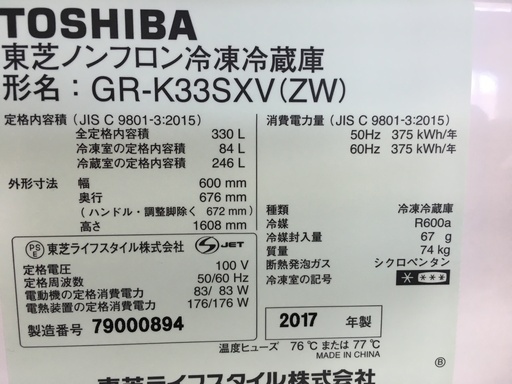 TOSHIBA
東芝ノンフロン冷凍冷蔵庫
形名：GR-K33SXV(ZW)
定格内容積（JIS C 9801-3:2015）
全定格内容積 330 L
冷凍室の定格内容積 84 L
冷蔵室の定格内容積 246 L
外形寸法 幅 600 mm
奥行 676 mm
（ハンドル・調整脚除く 672 mm）
高さ 1608 mm
消費電力量（JIS C 9801-3:2015）
50Hz 375 kWh/年
60Hz 375 kWh/年
種類 冷凍冷蔵庫
冷媒 R600a
冷媒封入量 67 g
質量 74 kg
断熱発泡ガス シクロペンタン
冷凍室の記号
PS E 東芝ライフスタイル株式会社 S JET
定格電圧 100 V
定格周波数 50/60 Hz
電動機の定格消費電力 83/ 83 W
電熱装置の定格消費電力 176/176 W
製造番号 79000894
2017 年製
温度ヒューズ 76℃または77℃
MADE IN CHINA
B
東芝ライフスタイル株式会社